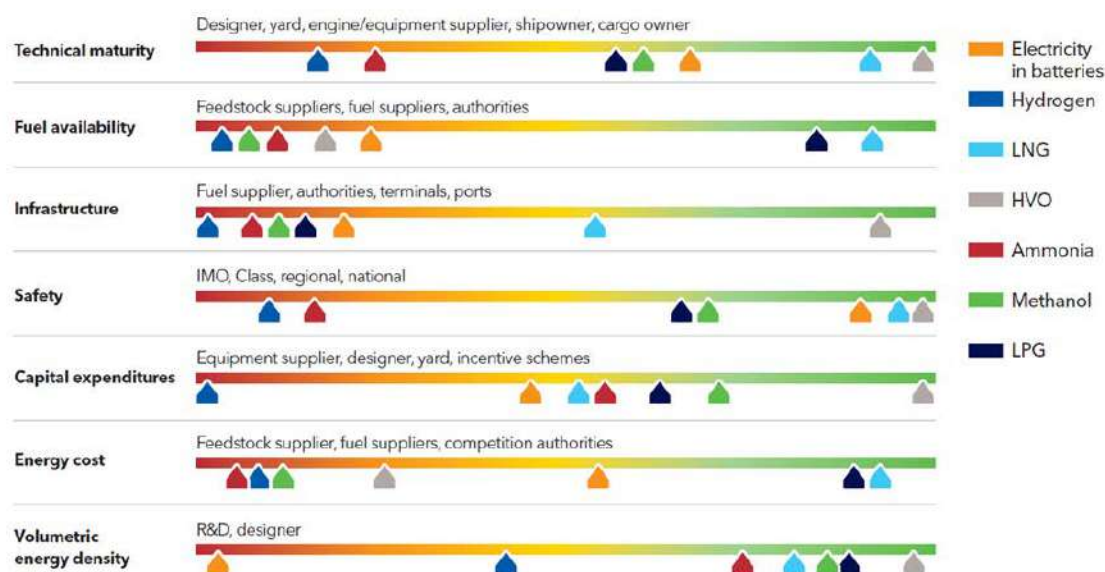 Designer, yard, engine/equipment supplier, shipowner, cargo owner
Technical maturity
Feedstock suppliers, fuel suppliers, authorities
Fuel availability
Fuel supplier, authorities, terminals, ports
Infrastructure
IMO, Class, regional, national
Safety
Equipment supplier, designer, yard, incentive schemes
Capital expenditures
Feedstock supplier, fuel suppliers, competition authorities
Energy cost
R&D, designer
Volumetric
energy density
Electricity
in batteries
Hydrogen
LNG
HVO
Ammonia
Methanol
LPG